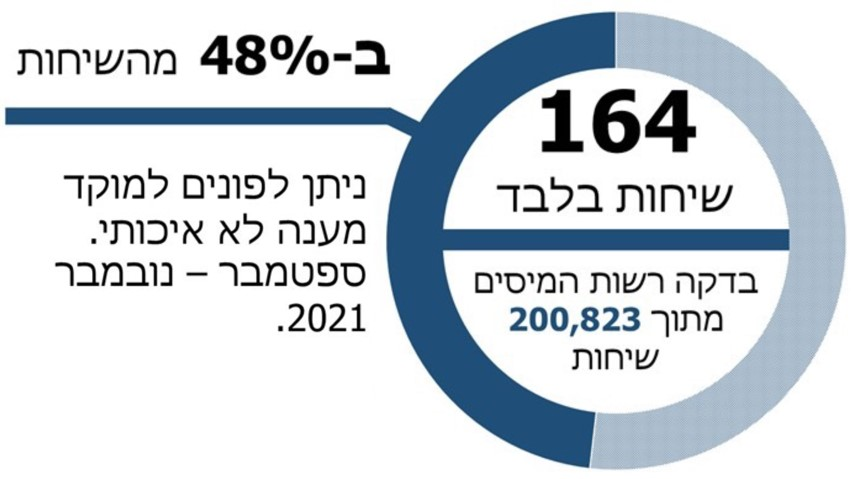 ב-48% מהשיחות
ניתן לפונים למוקד
מענה לא איכותי.
ספטמבר – נובמבר
2021.
164
שיחות בלבד
בדקה רשות המיסים
מתוך 200,823
שיחות